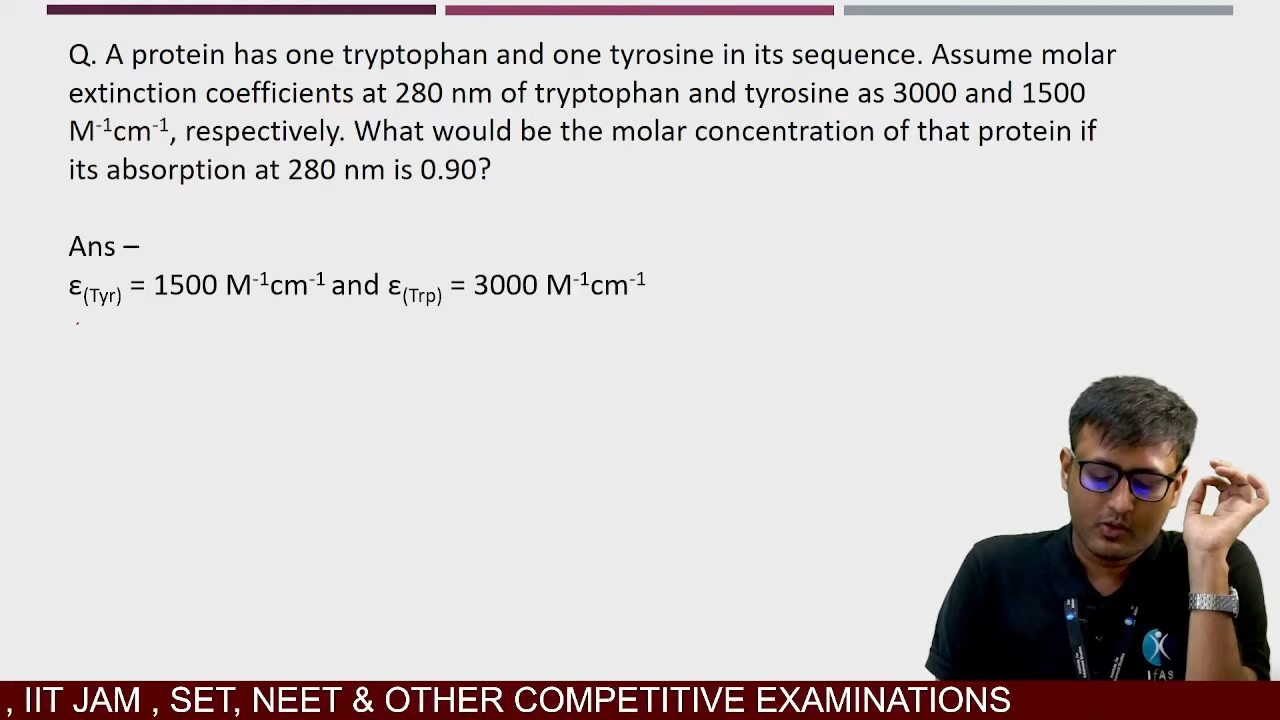 Q. A protein has one tryptophan and one tyrosine in its sequence. Assume molar
extinction coefficients at 280 nm of tryptophan and tyrosine as 3000 and 1500
M⁻¹cm⁻¹, respectively. What would be the molar concentration of that protein if
its absorption at 280 nm is 0.90?
Ans –
ε(Tyr) = 1500 M⁻¹cm⁻¹ and ε(Trp) = 3000 M⁻¹cm⁻¹
IFAS
, IIT JAM , SET, NEET & OTHER COMPETITIVE EXAMINATIONS